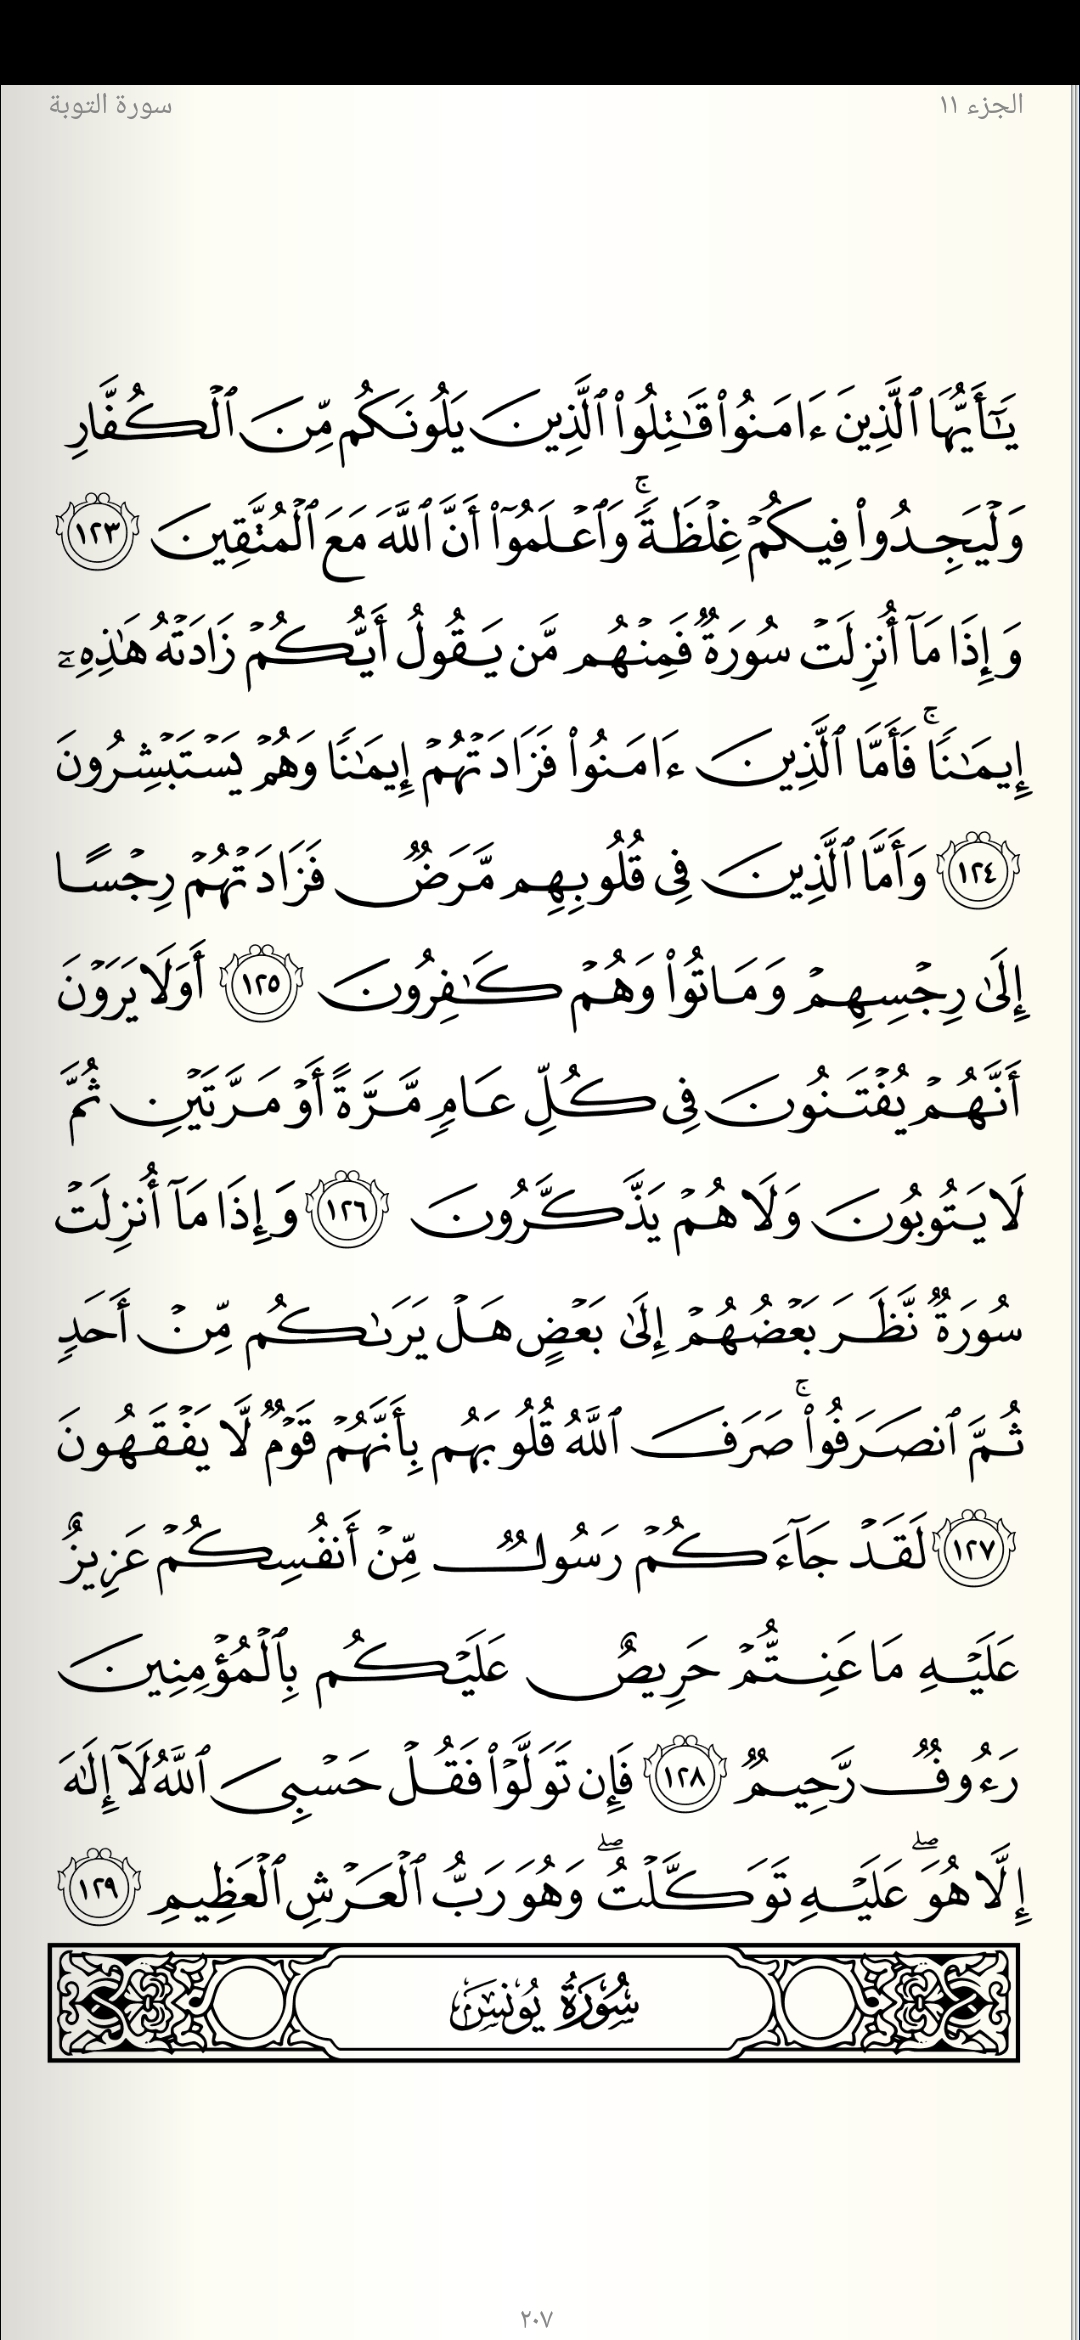 الجزء ١١
سورة التوبة
يَٰٓأَيُّهَا ٱلَّذِينَ ءَامَنُوا۟ قَٰتِلُوا۟ ٱلَّذِينَ يَلُونَكُم مِّنَ ٱلْكُفَّارِ
وَلْيَجِدُوا۟ فِيكُمْ غِلْظَةً ۚ وَٱعْلَمُوٓا۟ أَنَّ ٱللَّهَ مَعَ ٱلْمُتَّقِينَ ١٢٣
وَإِذَا مَآ أُنزِلَتْ سُورَةٌ فَمِنْهُم مَّن يَقُولُ أَيُّكُمْ زَادَتْهُ هَٰذِهِۦٓ
إِيمَٰنًا ۚ فَأَمَّا ٱلَّذِينَ ءَامَنُوا۟ فَزَادَتْهُمْ إِيمَٰنًا وَهُمْ يَسْتَبْشِرُونَ
١٢٤ وَأَمَّا ٱلَّذِينَ فِى قُلُوبِهِم مَّرَضٌ فَزَادَتْهُمْ رِجْسًا
إِلَىٰ رِجْسِهِمْ وَمَاتُوا۟ وَهُمْ كَٰفِرُونَ ١٢٥ أَوَلَا يَرَوْنَ
أَنَّهُمْ يُفْتَنُونَ فِى كُلِّ عَامٍ مَّرَّةً أَوْ مَرَّتَيْنِ ثُمَّ
لَا يَتُوبُونَ وَلَا هُمْ يَذَّكَّرُونَ ١٢٦ وَإِذَا مَآ أُنزِلَتْ
سُورَةٌ نَّظَرَ بَعْضُهُمْ إِلَىٰ بَعْضٍ هَلْ يَرَىٰكُم مِّنْ أَحَدٍ
ثُمَّ ٱنصَرَفُوا۟ ۚ صَرَفَ ٱللَّهُ قُلُوبَهُم بِأَنَّهُمْ قَوْمٌ لَّا يَفْقَهُونَ
١٢٧ لَقَدْ جَآءَكُمْ رَسُولٌ مِّنْ أَنفُسِكُمْ عَزِيزٌ
عَلَيْهِ مَا عَنِتُّمْ حَرِيصٌ عَلَيْكُم بِٱلْمُؤْمِنِينَ
رَءُوفٌ رَّحِيمٌ ١٢٨ فَإِن تَوَلَّوْا۟ فَقُلْ حَسْبِىَ ٱللَّهُ لَآ إِلَٰهَ
إِلَّا هُوَ ۖ عَلَيْهِ تَوَكَّلْتُ ۖ وَهُوَ رَبُّ ٱلْعَرْشِ ٱلْعَظِيمِ ١٢٩
سُورَةُ يُونُسَ
٢٠٧